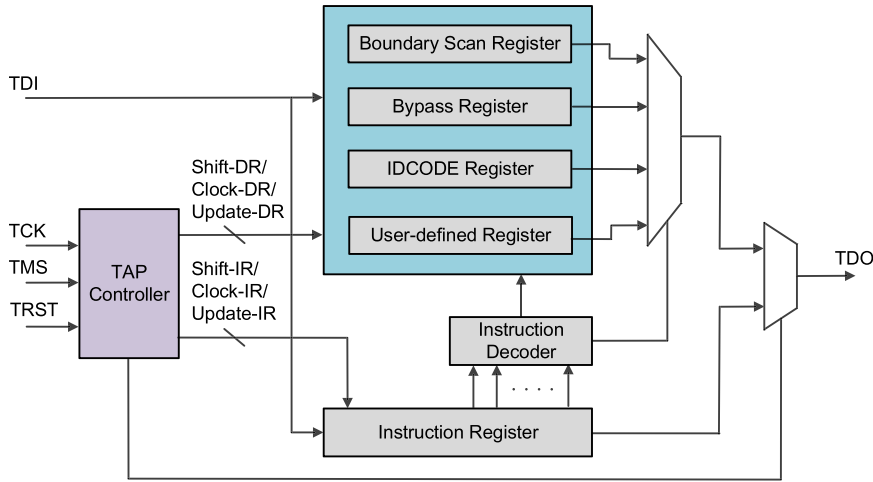 Boundary Scan Register
TDI
Bypass Register
Shift-DR/
Clock-DR/
Update-DR
IDCODE Register
TCK
User-defined Register
TMS
TAP
Controller
TRST
Shift-IR/
Clock-IR/
Update-IR
TDO
Instruction
Decoder
. . . .
Instruction Register